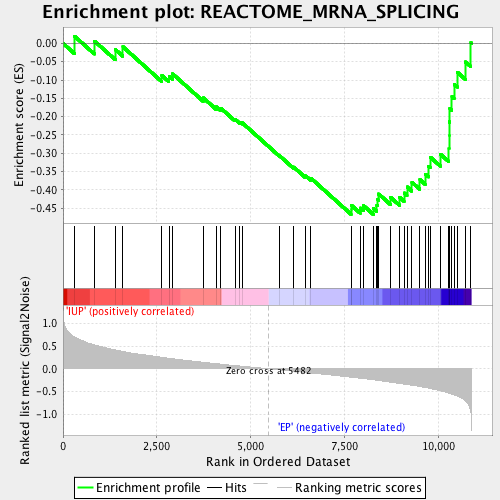 Enrichment plot: REACTOME_MRNA_SPLICING
Enrichment score (ES)
0.00
-0.05
-0.10
-0.15
-0.20
-0.25
-0.30
-0.35
-0.40
-0.45
Ranked list metric (Signal2Noise)
1.0
0.5
0.0
-0.5
-1.0
'IUP' (positively correlated)
Zero cross at 5482
'EP' (negatively correlated)
0 2,500 5,000 7,500 10,000
Rank in Ordered Dataset
Enrichment profile Hits Ranking metric scores